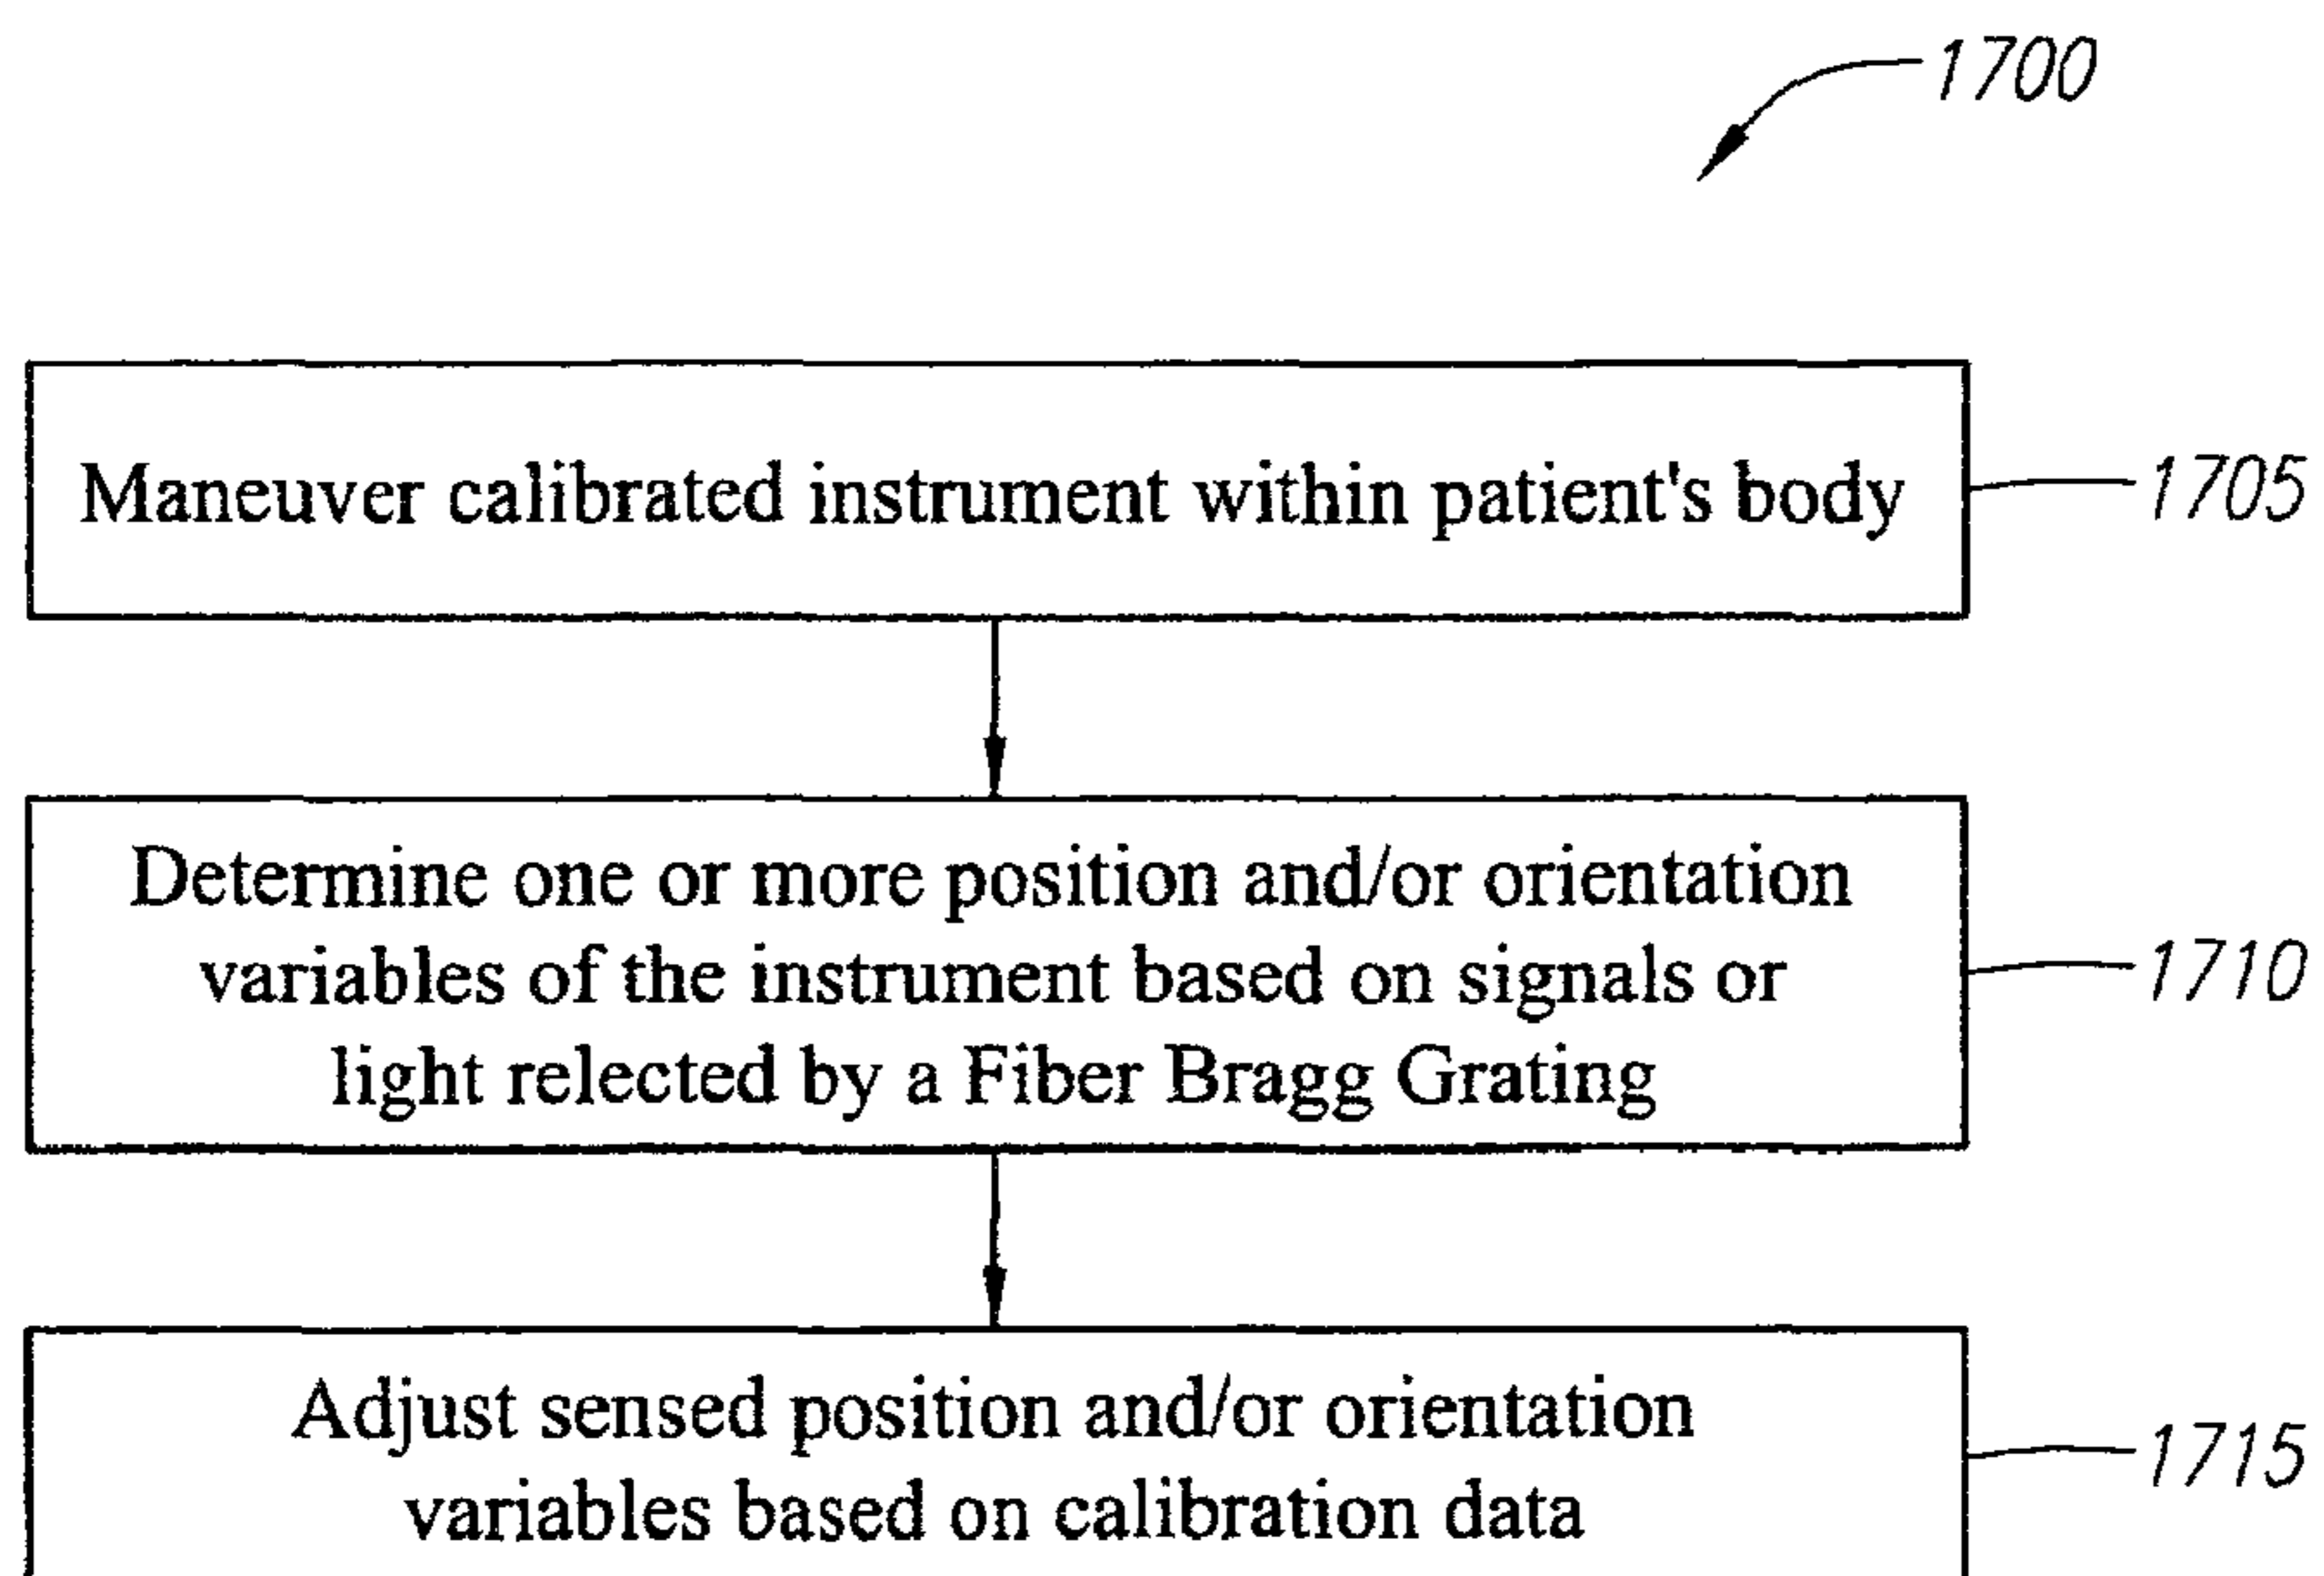 1700
Maneuver calibrated instrument within patient's body
1705
Determine one or more position and/or orientation
variables of the instrument based on signals or
light relected by a Fiber Bragg Grating
1710
Adjust sensed position and/or orientation
variables based on calibration data
1715